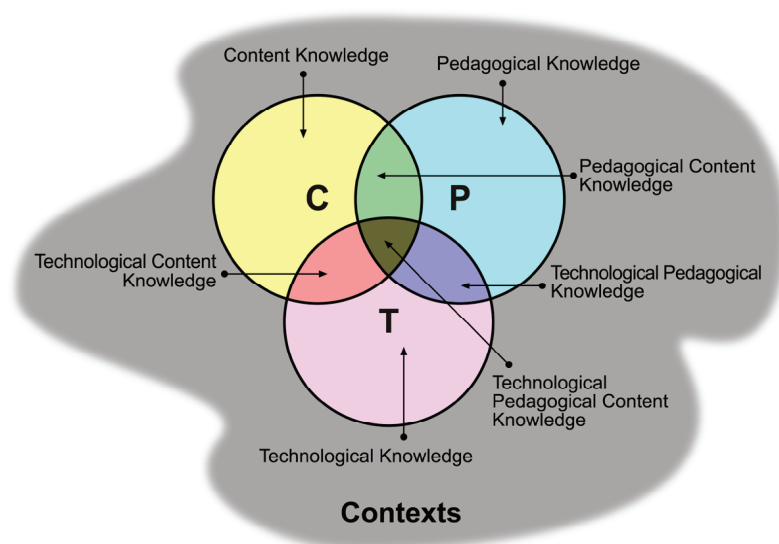 Content Knowledge
Pedagogical Knowledge
Pedagogical Content
Knowledge
C
P
Technological Content
Knowledge
Technological Pedagogical
Knowledge
T
Technological
Pedagogical Content
Knowledge
Technological Knowledge
Contexts